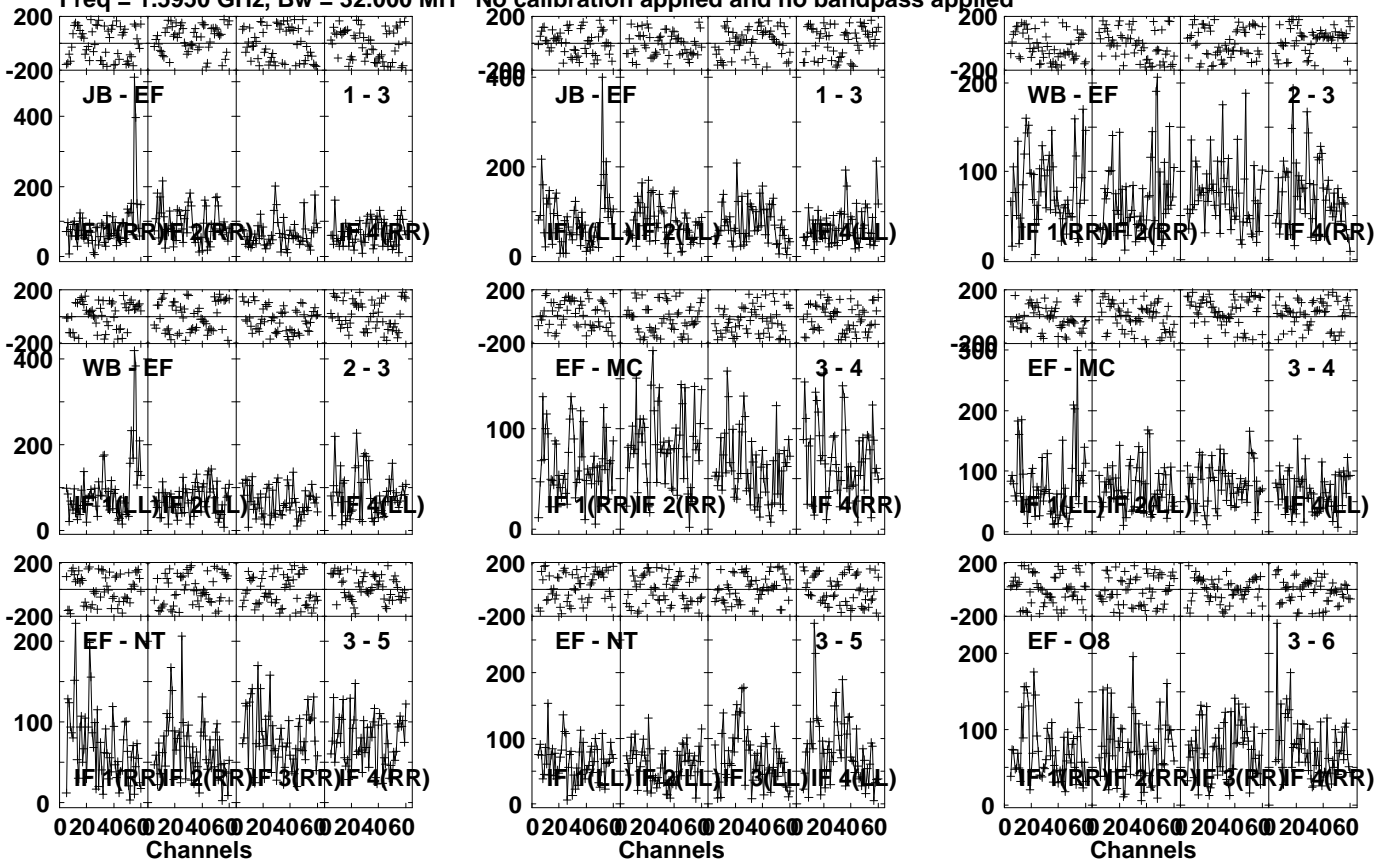 Freq = 1.5950 GHz, Bw = 32.000 MH No calibration applied and no bandpass applied
-200
JB - EF 1 - 3
400
200
0
IF 1(RR) IF 2(RR) IF 4(RR)
-200
400
JB - EF 1 - 3
200
0
IF 1(LL) IF 2(LL) IF 4(LL)
-200
200
WB - EF 2 - 3
100
0
IF 1(RR) IF 2(RR) IF 4(RR)
200
-200
400
WB - EF 2 - 3
200
0
IF 1(LL) IF 2(LL) IF 4(LL)
200
-200
EF - MC 3 - 4
100
0
IF 1(RR) IF 2(RR) IF 4(RR)
200
-200
300
EF - MC 3 - 4
200
100
0
IF 1(LL) IF 2(LL) IF 4(LL)
200
-200
200
EF - NT 3 - 5
100
0
IF 1(RR) IF 2(RR) IF 3(RR) IF 4(RR)
0 20 40 60 0 20 40 60 0 20 40 60 0 20 40 60
Channels
200
-200
EF - NT 3 - 5
200
100
0
IF 1(LL) IF 2(LL) IF 3(LL) IF 4(LL)
0 20 40 60 0 20 40 60 0 20 40 60 0 20 40 60
Channels
200
-200
EF - O8 3 - 6
200
100
0
IF 1(RR) IF 2(RR) IF 3(RR) IF 4(RR)
0 20 40 60 0 20 40 60 0 20 40 60 0 20 40 60
Channels